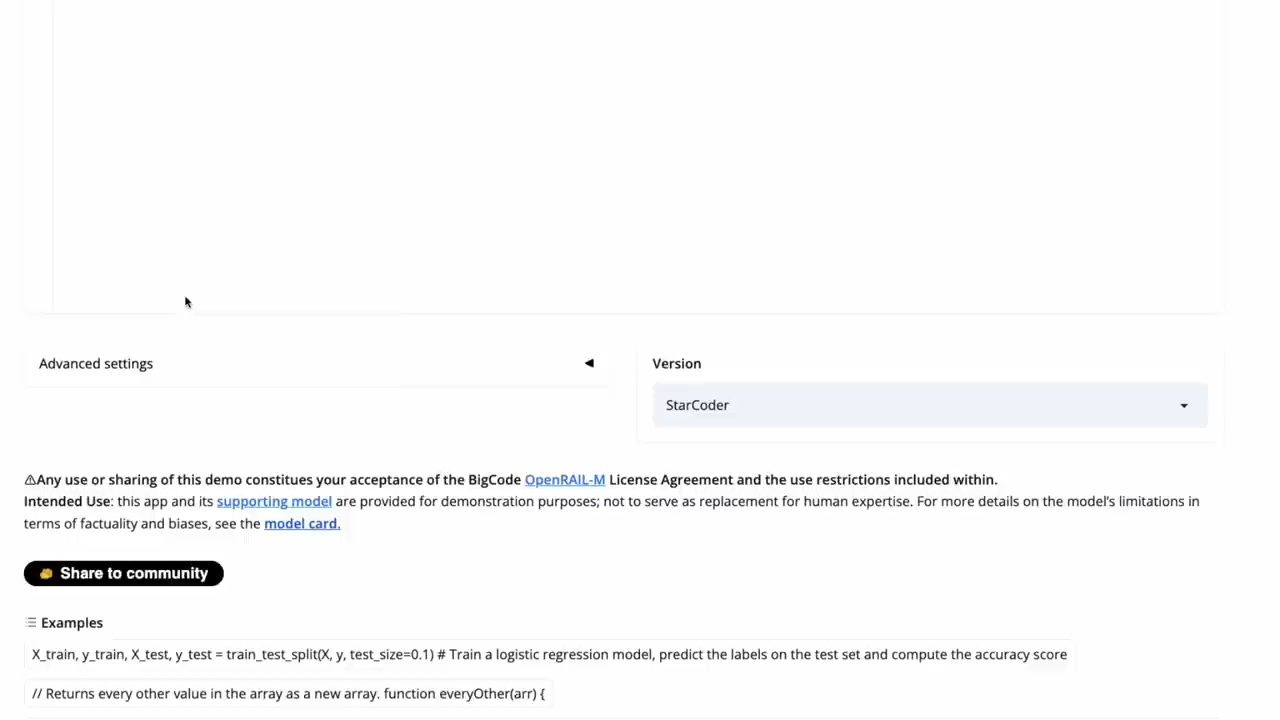 Advanced settings
Version
StarCoder
⚠Any use or sharing of this demo constitues your acceptance of the BigCode OpenRAIL-M License Agreement and the use restrictions included within.
Intended Use: this app and its supporting model are provided for demonstration purposes; not to serve as replacement for human expertise. For more details on the model's limitations in
terms of factuality and biases, see the model card.
Share to community
Examples
X_train, y_train, X_test, y_test = train_test_split(X, y, test_size=0.1) # Train a logistic regression model, predict the labels on the test set and compute the accuracy score
// Returns every other value in the array as a new array. function everyOther(arr) {